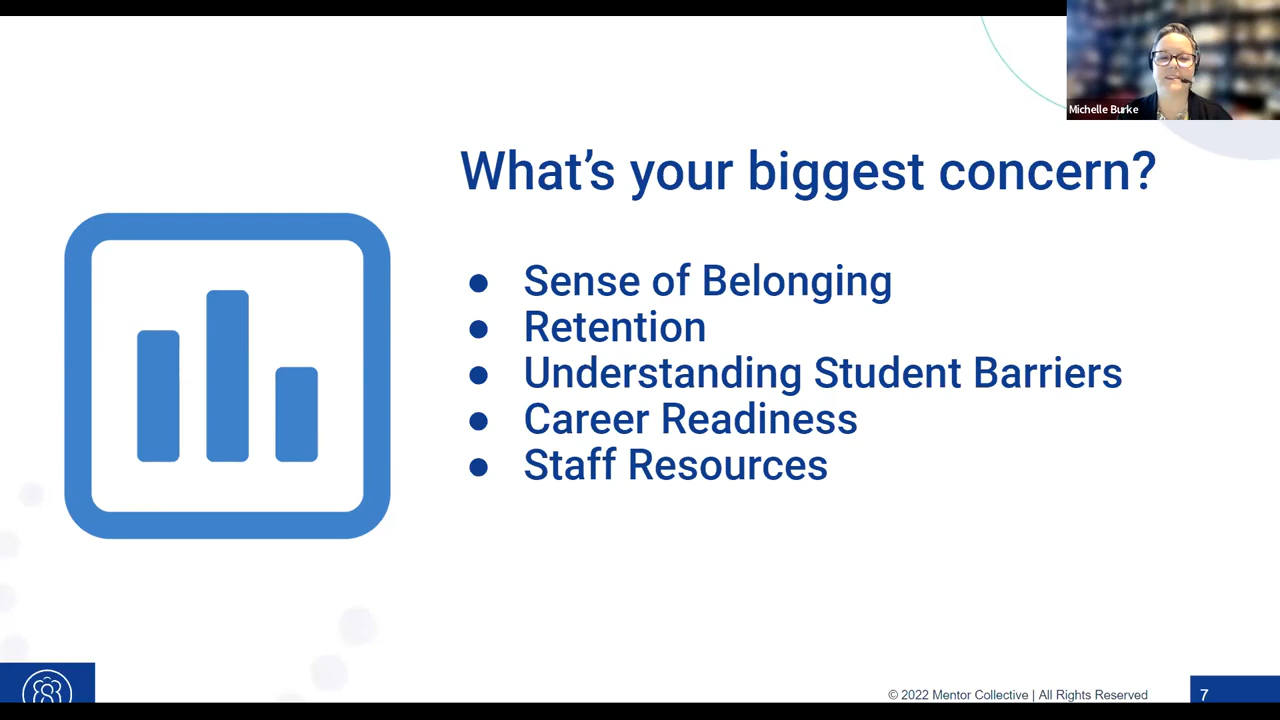 Michelle Burke
What’s your biggest concern?
● Sense of Belonging
● Retention
● Understanding Student Barriers
● Career Readiness
● Staff Resources
© 2022 Mentor Collective | All Rights Reserved
7